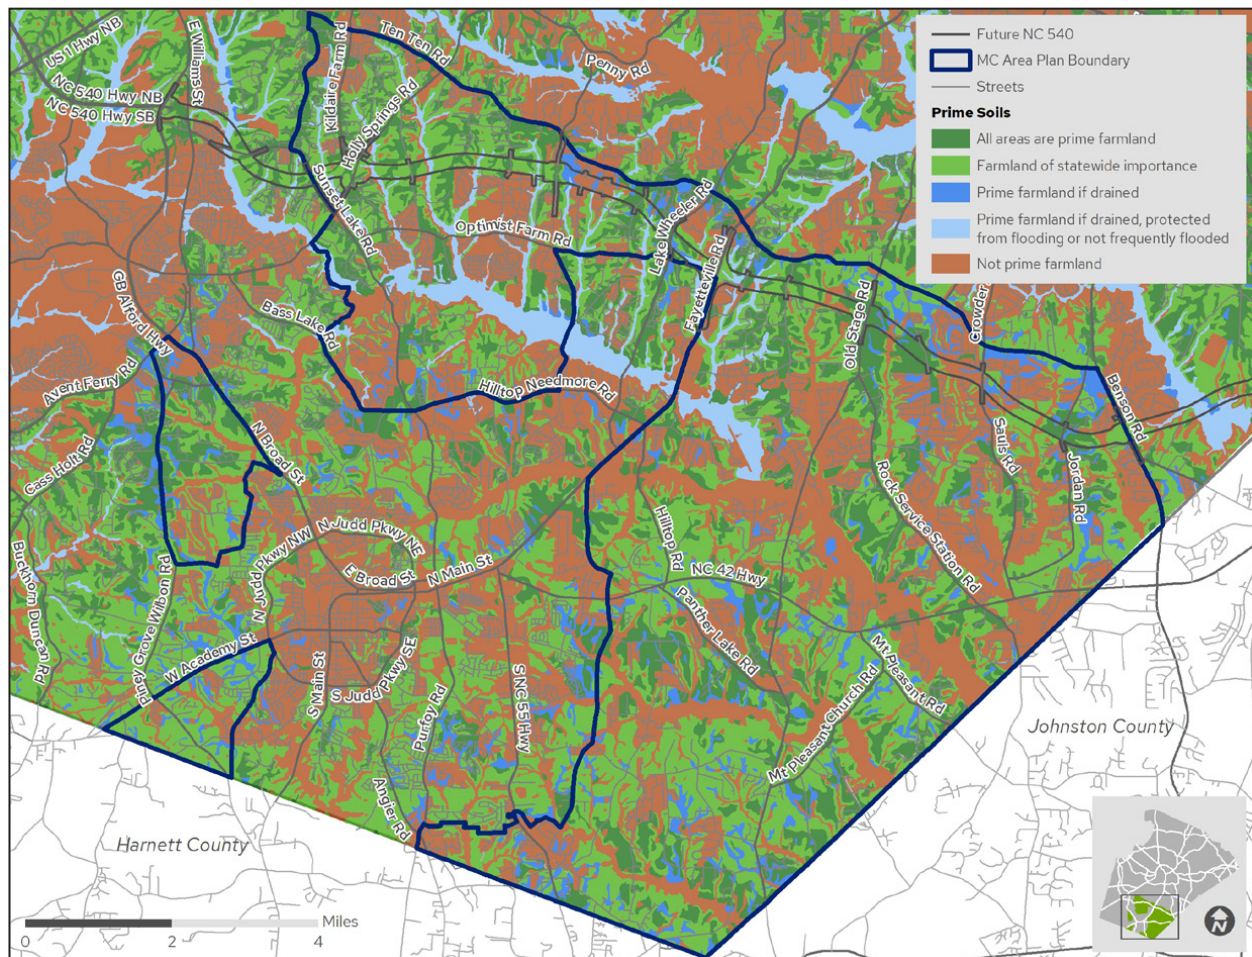 US 1 Hwy NB
E Williams St
Kildaire Farm Rd
Ten Ten Rd
Penny Rd
NC 540 Hwy NB
NC 540 Hwy SB
Holly Springs Rd
Sunset Lake Rd
Optimist Farm Rd
Lake Wheeler Rd
Fayetteville Rd
GB Alford Hwy
Bass Lake Rd
Old Stage Rd
Crowder
Avent Ferry Rd
Hilltop Needmore Rd
Benson Rd
Cass Holt Rd
N Broad St
Sauls Rd
Jordan Rd
Rock Service Station Rd
N Judd Pkwy NE
N Judd Pkwy NW
Hilltop Rd
Buckhorn Duncan Rd
Piney Grove Wilbon Rd
E Broad St
N Main St
NC 42 Hwy
Panther Lake Rd
W Academy St
S Main St
S Judd Pkwy SE
Purfoy Rd
S NC 55 Hwy
Mt Pleasant Rd
Mt Pleasant Church Rd
Angier Rd
Johnston County
Harnett County
Future NC 540
MC Area Plan Boundary
Streets
Prime Soils
All areas are prime farmland
Farmland of statewide importance
Prime farmland if drained
Prime farmland if drained, protected
from flooding or not frequently flooded
Not prime farmland
Miles
0 2 4
N